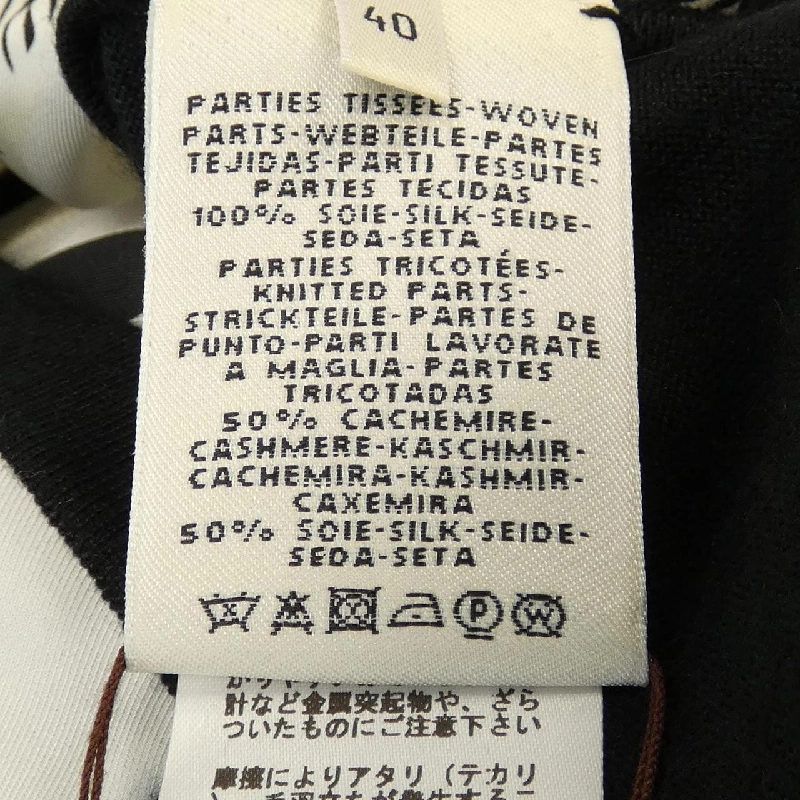 40
PARTIES TISSÉES-WOVEN
PARTS-WEBTEILE-PARTES
TEJIDAS-PARTI TESSUTE-
PARTES TECIDAS
100% SOIE-SILK-SEIDE-
SEDA-SETA
PARTIES TRICOTÉES-
KNITTED PARTS-
STRICKTEILE-PARTES DE
PUNTO-PARTI LAVORATE
A MAGLIA-PARTES
TRICOTADAS
50% CACHEMIRE-
CASHMERE-KASCHMIR-
CACHEMIRA-KASHMIR-
CAXEMIRA
50% SOIE-SILK-SEIDE-
SEDA-SETA
P W
計など金属突起物や、ざら
ついたものにご注意下さい
摩擦によりアタリ（テカリ